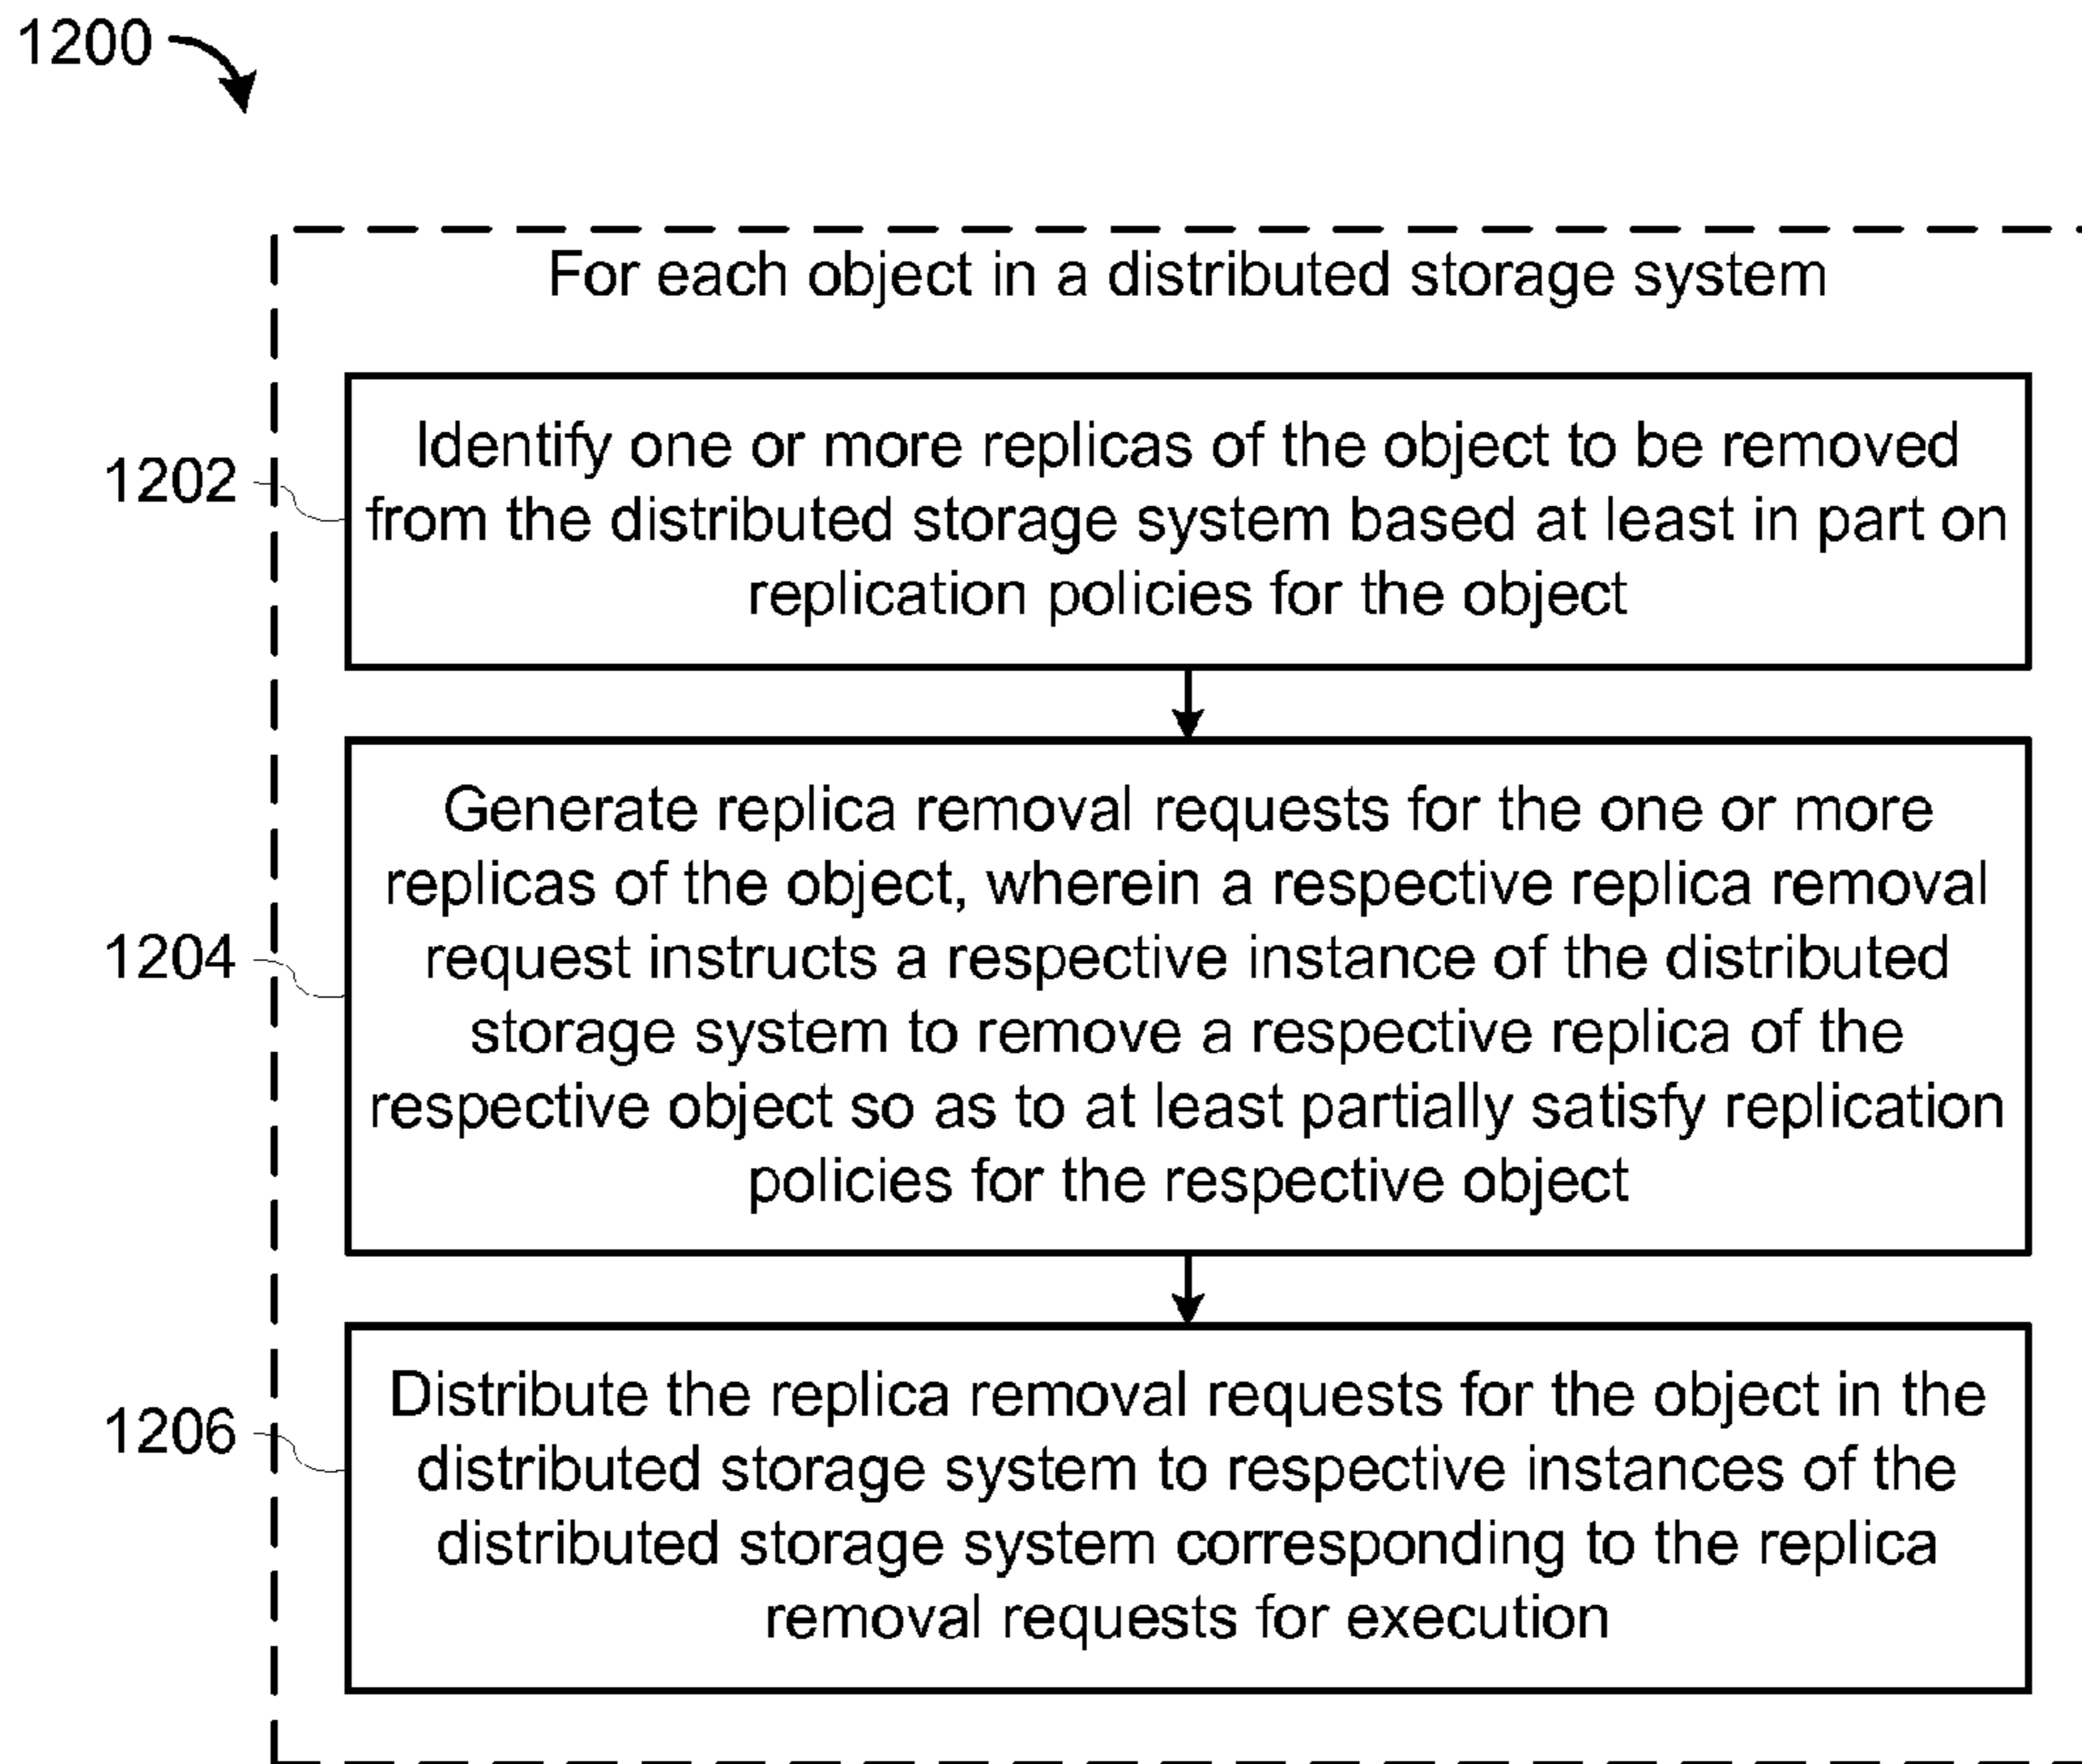 1200
For each object in a distributed storage system
1202
Identify one or more replicas of the object to be removed
from the distributed storage system based at least in part on
replication policies for the object
1204
Generate replica removal requests for the one or more
replicas of the object, wherein a respective replica removal
request instructs a respective instance of the distributed
storage system to remove a respective replica of the
respective object so as to at least partially satisfy replication
policies for the respective object
1206
Distribute the replica removal requests for the object in the
distributed storage system to respective instances of the
distributed storage system corresponding to the replica
removal requests for execution